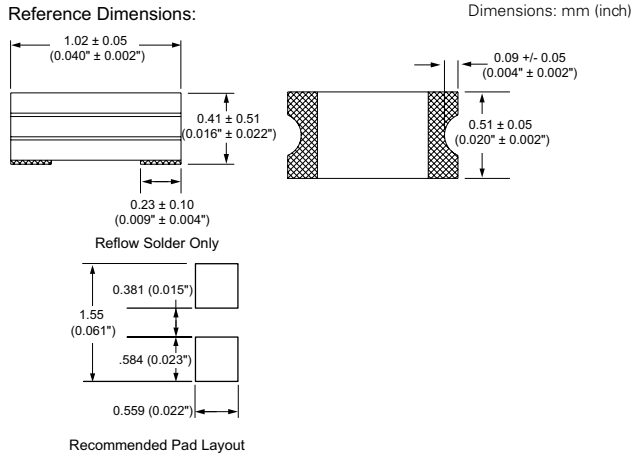 Reference Dimensions:
Dimensions: mm (inch)
1.02 ± 0.05
(0.040" ± 0.002")
0.41 ± 0.51
(0.016" ± 0.022")
0.23 ± 0.10
(0.009" ± 0.004")
Reflow Solder Only
0.09 +/- 0.05
(0.004" ± 0.002")
0.51 ± 0.05
(0.020" ± 0.002")
0.381 (0.015")
1.55
(0.061")
.584 (0.023")
0.559 (0.022")
Recommended Pad Layout